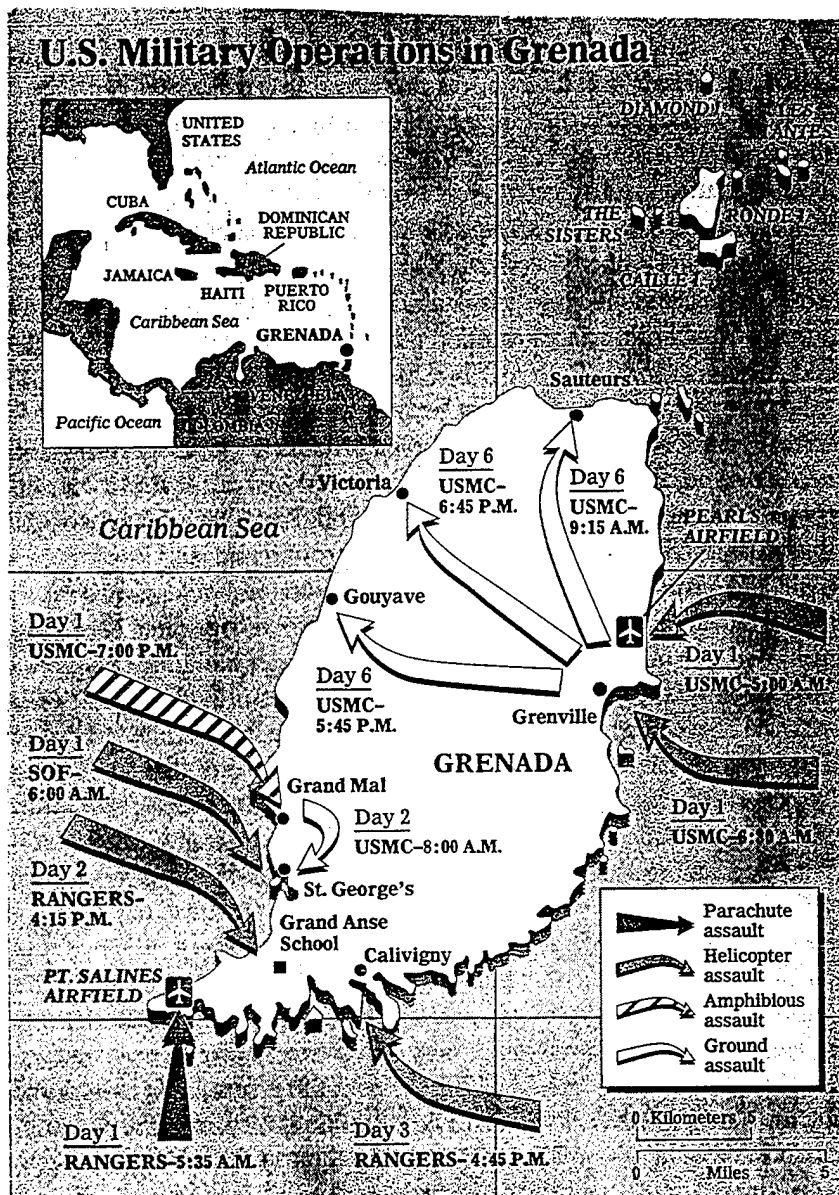 U.S. Military Operations in Grenada
UNITED
STATES
Atlantic Ocean
CUBA
DOMINICAN
REPUBLIC
JAMAICA
HAITI
PUERTO
RICO
Caribbean Sea
GRENADA
Pacific Ocean
DIAMOND I.
LES
THE
SISTERS
RONDE I.
CAILLE I.
Sauteurs
Day 6
USMC–
6:45 P.M.
Day 6
USMC–
9:15 A.M.
Victoria
PEARLS
AIRFIELD
Caribbean Sea
Gouyave
Day 1
USMC–7:00 P.M.
Day 1
USMC–5:00 A.M.
Day 6
USMC–
5:45 P.M.
Grenville
Day 1
SOF–
6:00 A.M.
GRENADA
Grand Mal
Day 2
USMC–8:00 A.M.
Day 1
USMC–6:30 A.M.
Day 2
RANGERS–
4:15 P.M.
St. George's
Grand Anse
School
Calivigny
PT. SALINES
AIRFIELD
Parachute
assault
Helicopter
assault
Amphibious
assault
Ground
assault
Day 1
RANGERS–5:35 A.M.
Day 3
RANGERS– 4:45 P.M.
0 Kilometers 5
0 Miles 5